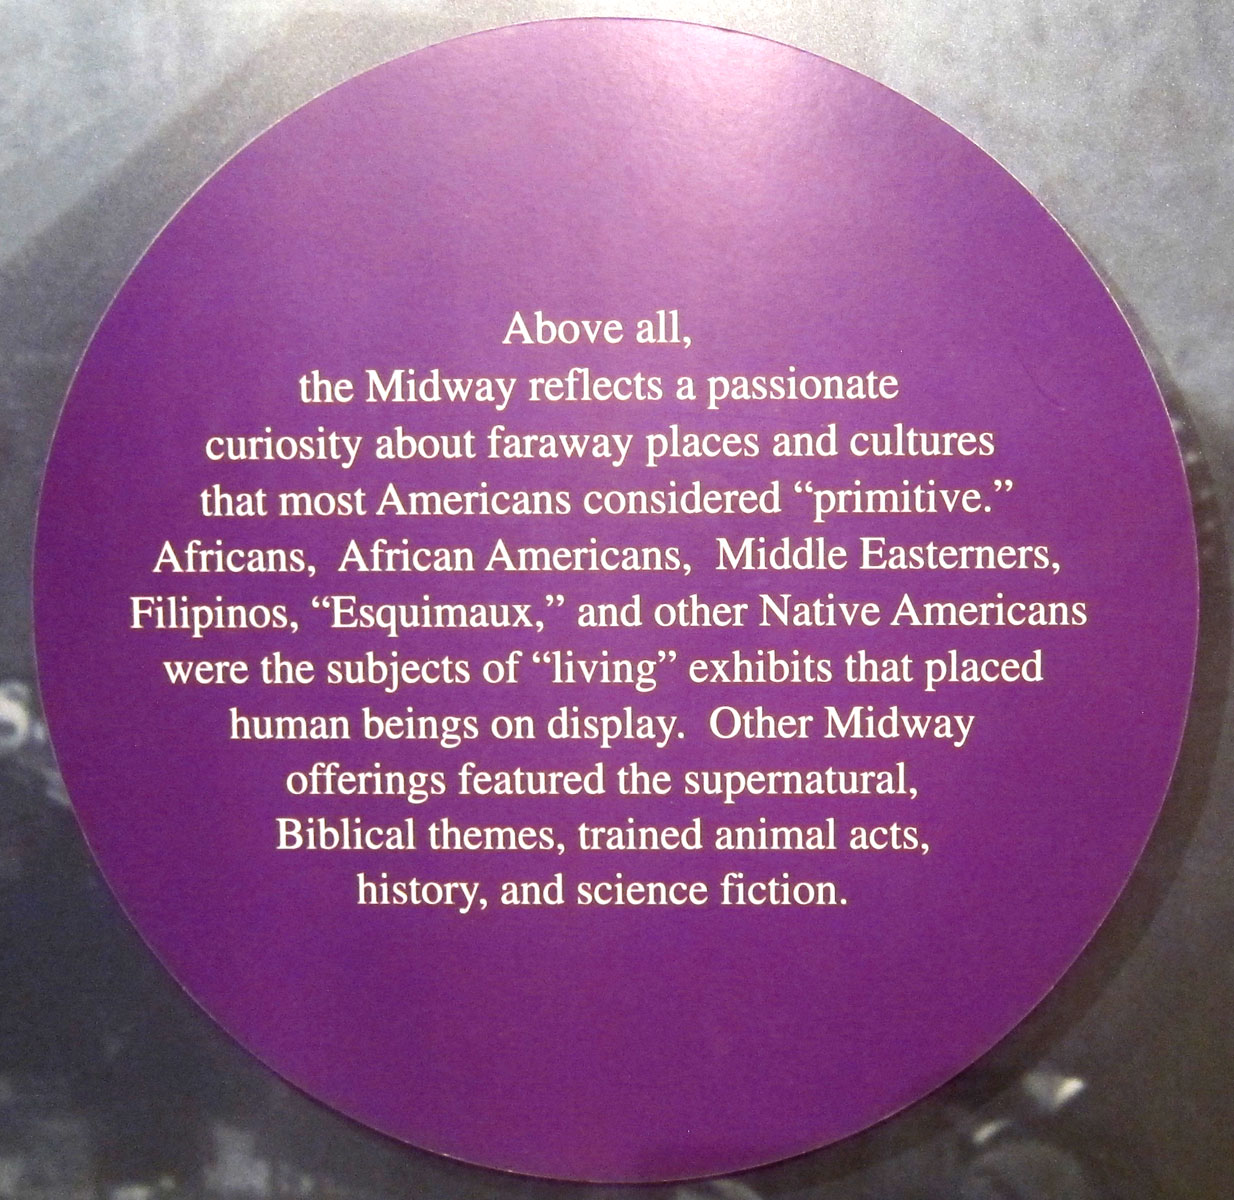 Above all,
the Midway reflects a passionate
curiosity about faraway places and cultures
that most Americans considered “primitive.”
Africans, African Americans, Middle Easterners,
Filipinos, “Esquimaux,” and other Native Americans
were the subjects of “living” exhibits that placed
human beings on display. Other Midway
offerings featured the supernatural,
Biblical themes, trained animal acts,
history, and science fiction.